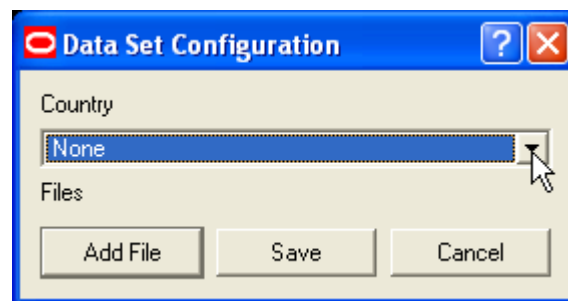 Data Set Configuration
Country
None
Files
Add File Save Cancel